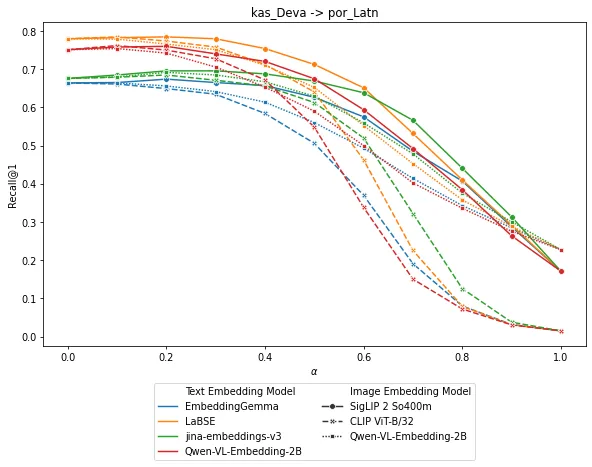 kas_Deva -> por_Latn
Recall@1
0.8
0.7
0.6
0.5
0.4
0.3
0.2
0.1
0.0
0.0 0.2 0.4 0.6 0.8 1.0
α
Text Embedding Model
EmbeddingGemma
LaBSE
jina-embeddings-v3
Qwen-VL-Embedding-2B
Image Embedding Model
SigLIP 2 So400m
CLIP ViT-B/32
Qwen-VL-Embedding-2B